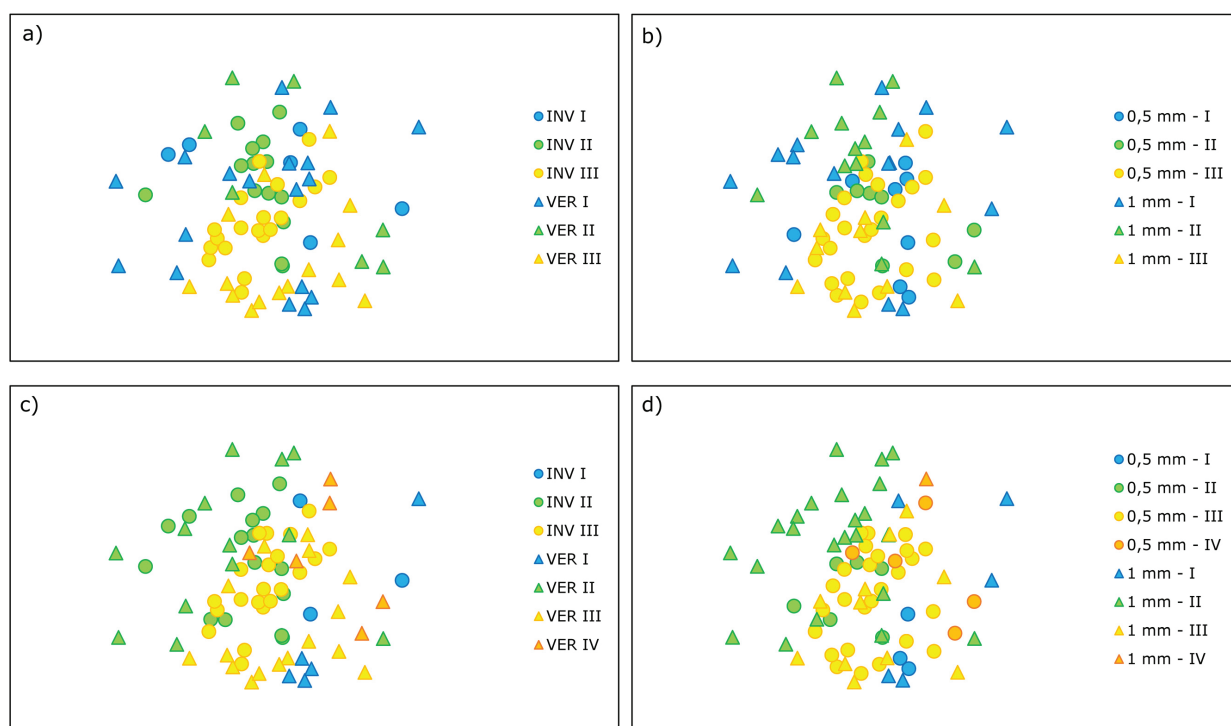 a)
INV I
INV II
INV III
VER I
VER II
VER III
b)
0,5 mm - I
0,5 mm - II
0,5 mm - III
1 mm - I
1 mm - II
1 mm - III
c)
INV I
INV II
INV III
VER I
VER II
VER III
VER IV
d)
0,5 mm - I
0,5 mm - II
0,5 mm - III
0,5 mm - IV
1 mm - I
1 mm - II
1 mm - III
1 mm - IV